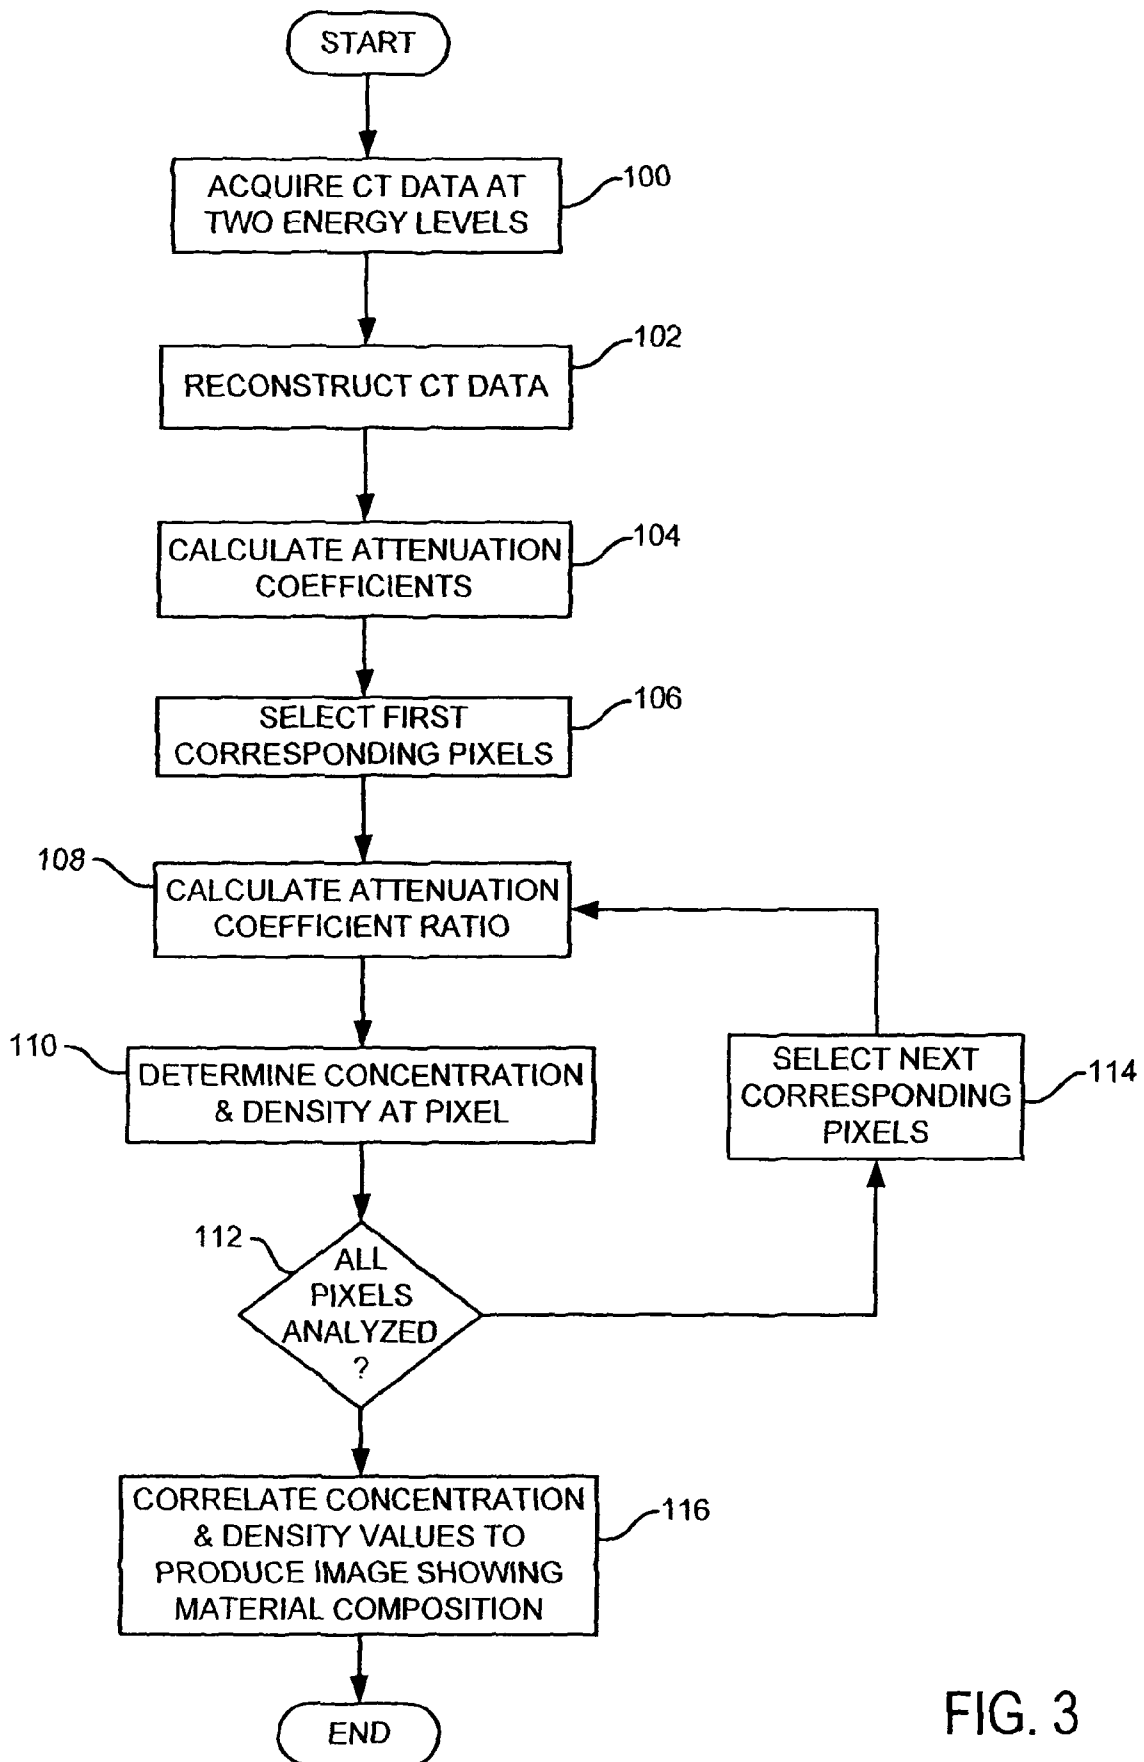 START
ACQUIRE CT DATA AT
TWO ENERGY LEVELS
100
RECONSTRUCT CT DATA
102
CALCULATE ATTENUATION
COEFFICIENTS
104
SELECT FIRST
CORRESPONDING PIXELS
106
108
CALCULATE ATTENUATION
COEFFICIENT RATIO
110
DETERMINE CONCENTRATION
& DENSITY AT PIXEL
SELECT NEXT
CORRESPONDING
PIXELS
114
112
ALL
PIXELS
ANALYZED
?
CORRELATE CONCENTRATION
& DENSITY VALUES TO
PRODUCE IMAGE SHOWING
MATERIAL COMPOSITION
116
END
FIG. 3